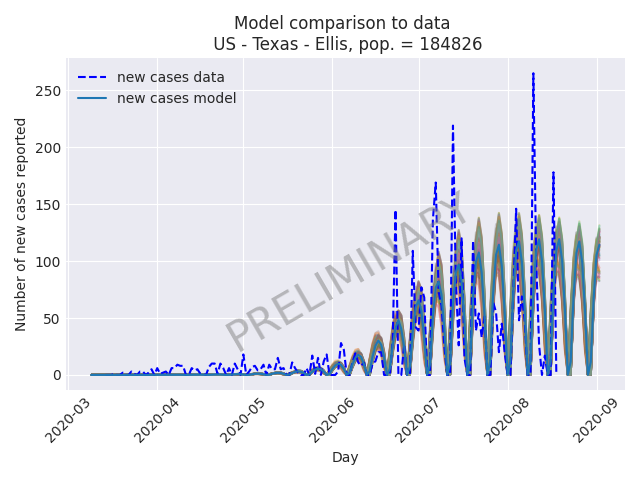 Model comparison to data
US - Texas - Ellis, pop. = 184826
new cases data
new cases model
PRELIMINARY
Number of new cases reported
250
200
150
100
50
0
2020-03
2020-04
2020-05
2020-06
2020-07
2020-08
2020-09
Day